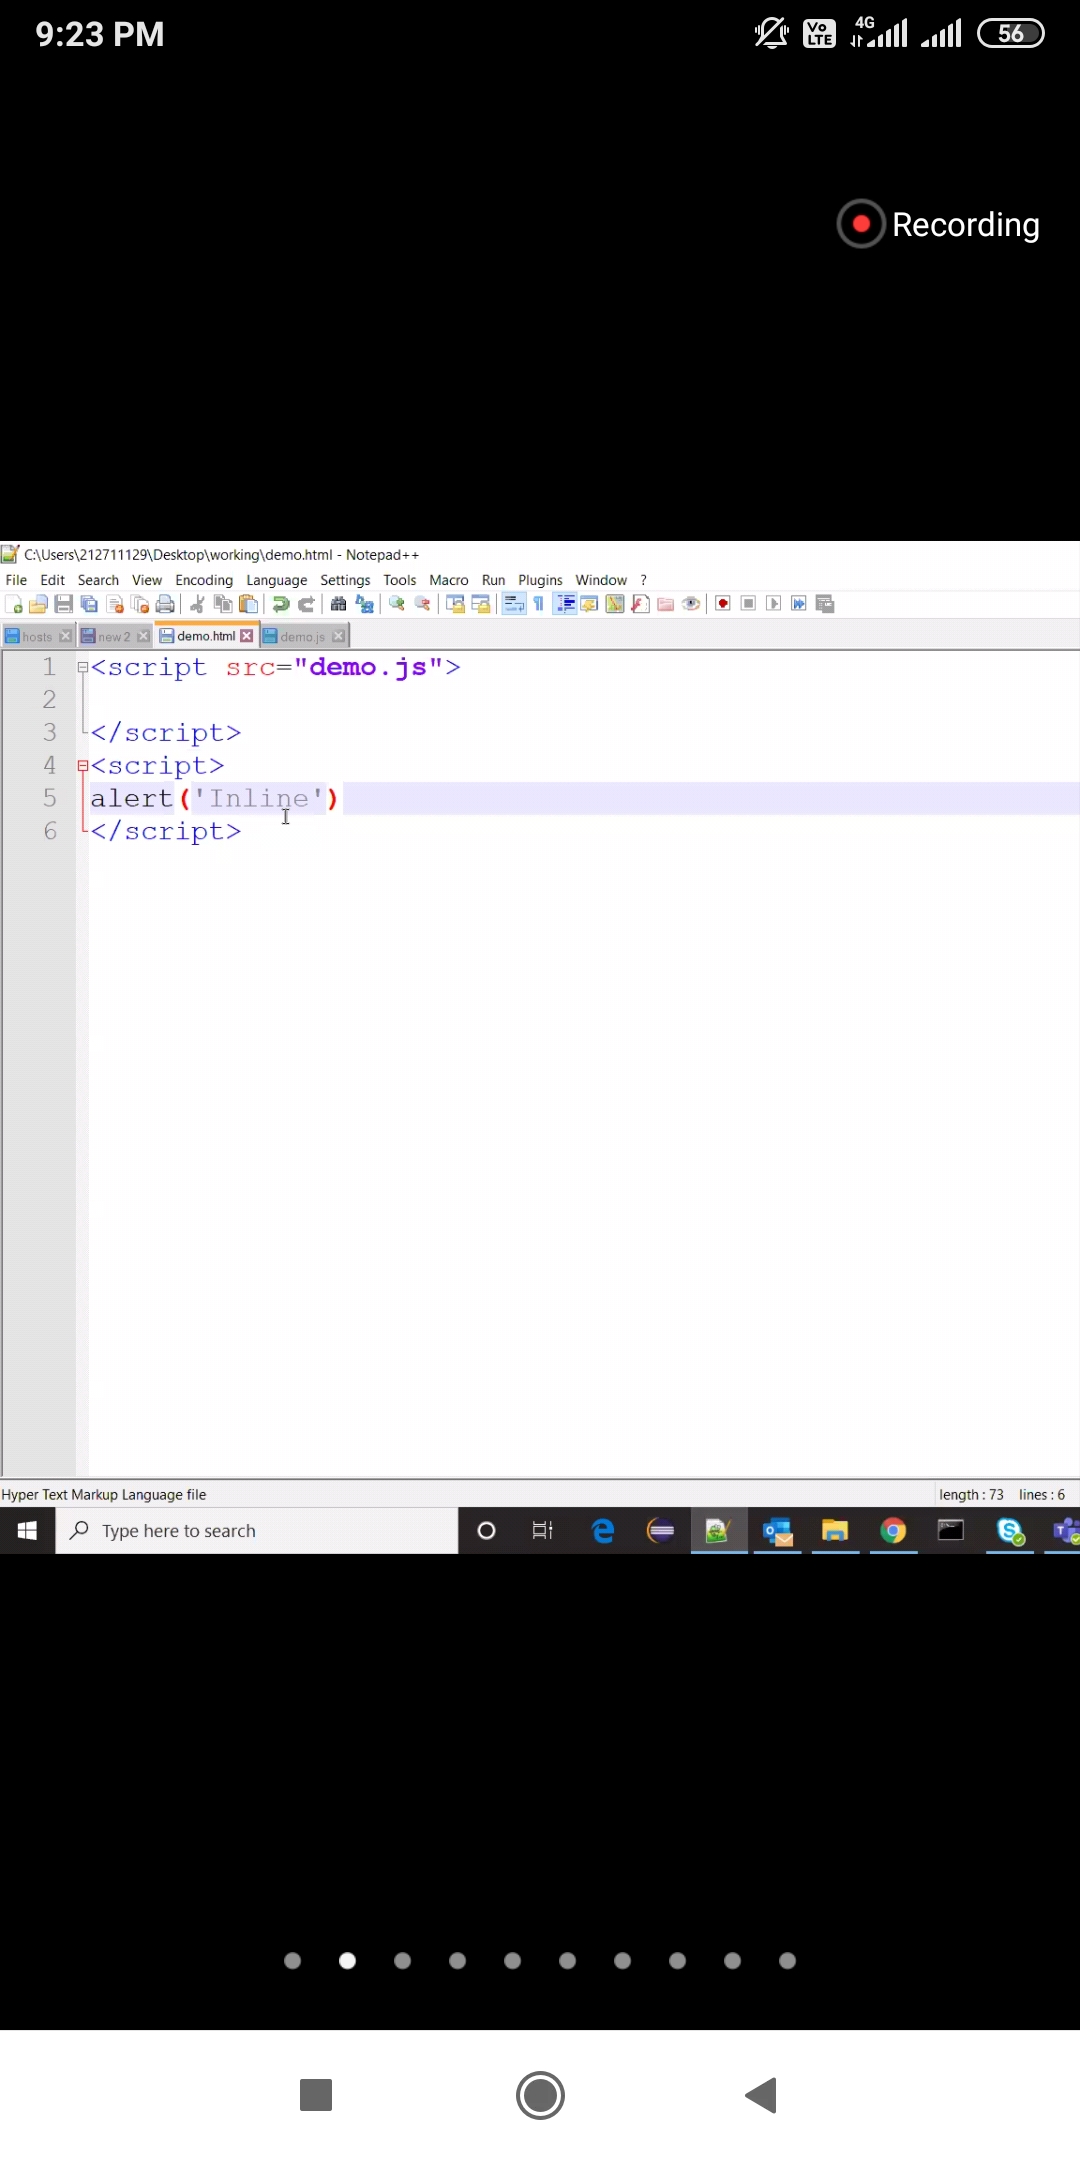 9:23 PM
Vo LTE 4G 56
Recording
C:\Users\212711129\Desktop\working\demo.html - Notepad++
File Edit Search View Encoding Language Settings Tools Macro Run Plugins Window ?
hosts new 2 demo.html demo.js
1 <script src="demo.js">
2
3 </script>
4 <script>
5 alert('Inline')
6 </script>
Hyper Text Markup Language file length : 73 lines : 6
Type here to search